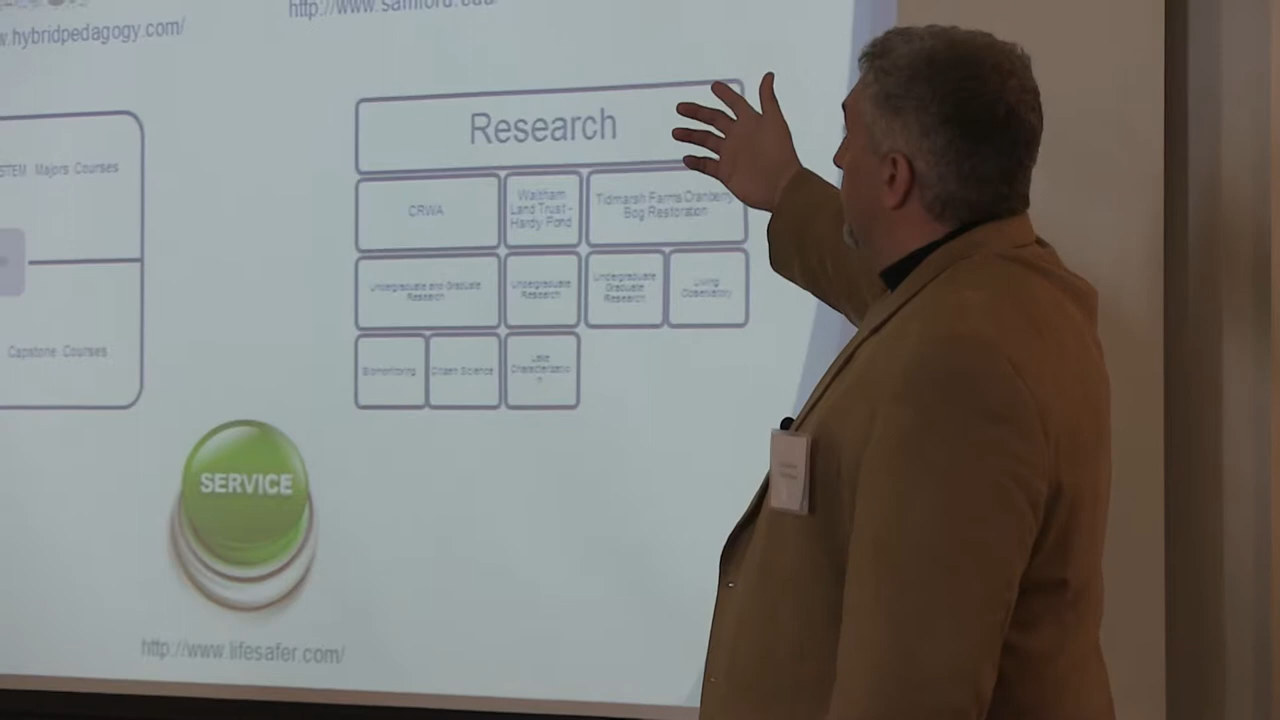 w.hybridpedagogy.com/
http://www.samford.edu/
STEM Majors Courses
Capstone Courses
Research
CRWA
Waltham
Land Trust -
Hardy Pond
Tidmarsh Farms Cranberry
Bog Restoration
Undergraduate and Graduate
Research
Undergraduate
Research
Undergraduate
Graduate
Research
Living
Observatory
Biomonitoring
Citizen Science
Lake
Characterizatio
n
SERVICE
http://www.lifesafer.com/